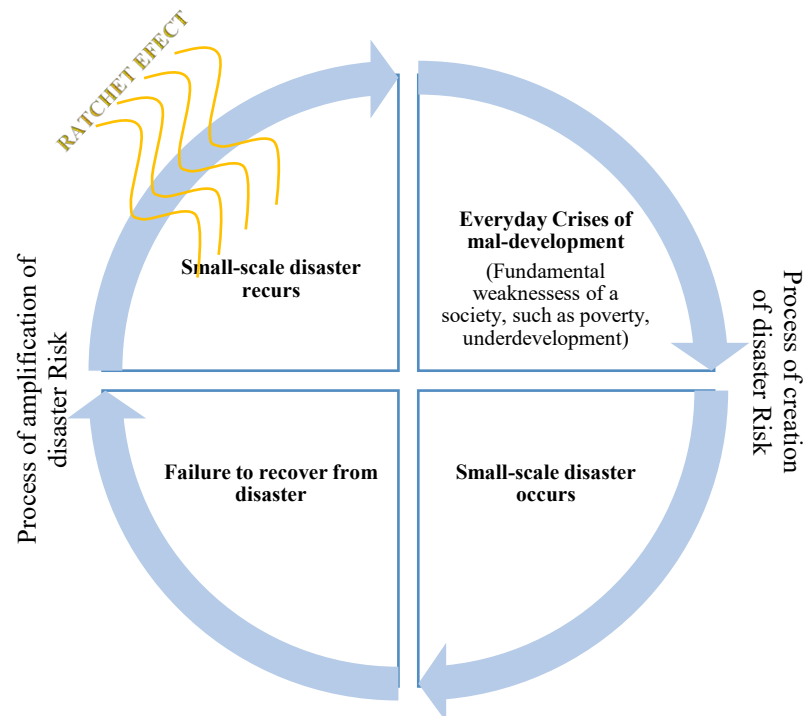 RATCHET EFFECT
Small-scale disaster
recurs
Everyday Crises of
mal-development
(Fundamental
weaknessess of a
society, such as poverty,
underdevelopment)
Process of amplification of
disaster Risk
Process of creation
of disaster Risk
Failure to recover from
disaster
Small-scale disaster
occurs